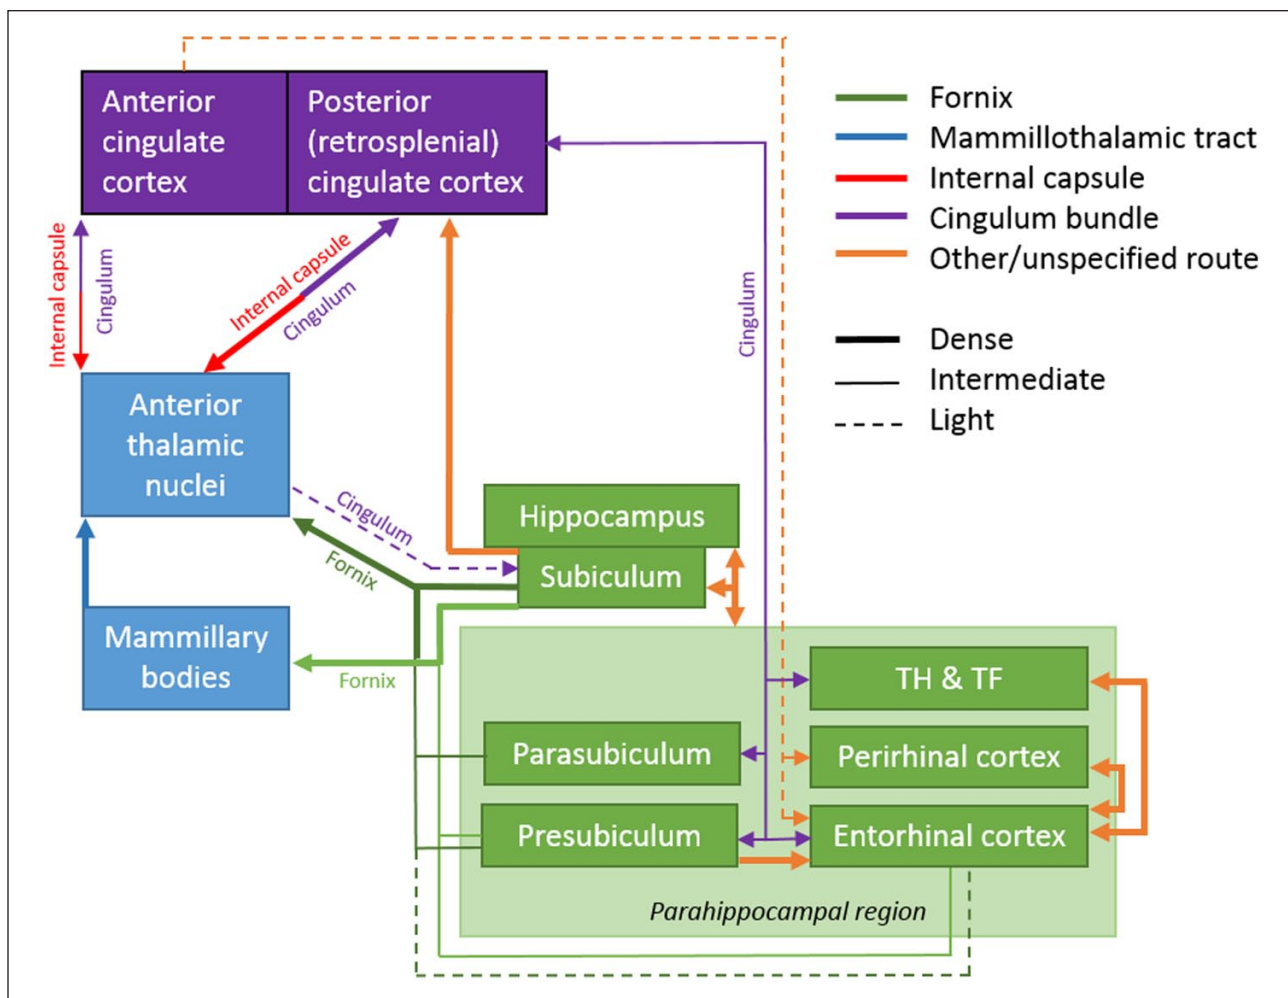 Anterior
cingulate
cortex
Posterior
(retrosplenial)
cingulate cortex
Fornix
Mammillothalamic tract
Internal capsule
Cingulum bundle
Other/unspecified route
Dense
Intermediate
Light
Internal capsule
Cingulum
Internal capsule
Cingulum
Cingulum
Anterior
thalamic
nuclei
Cingulum
Fornix
Hippocampus
Subiculum
Mammillary
bodies
Fornix
TH & TF
Parasubiculum
Perirhinal cortex
Presubiculum
Entorhinal cortex
Parahippocampal region